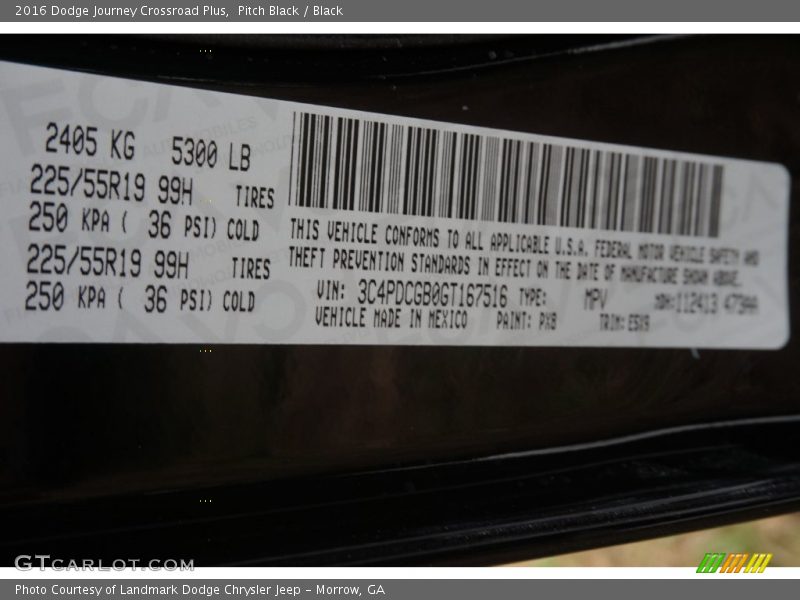 2016 Dodge Journey Crossroad Plus,  Pitch Black / Black
2405 KG 5300 LB
225/55R19 99H TIRES
250 KPA ( 36 PSI) COLD
225/55R19 99H TIRES
250 KPA ( 36 PSI) COLD
THIS VEHICLE CONFORMS TO ALL APPLICABLE U.S.A. FEDERAL MOTOR VEHICLE SAFETY AND
THEFT PREVENTION STANDARDS IN EFFECT ON THE DATE OF MANUFACTURE SHOWN ABOVE.
VIN: 3C4PDCGB0GT167516 TYPE: MPV
VEHICLE MADE IN MEXICO PAINT: PX8 TRIM:
GTCARLOT.COM
Photo Courtesy of Landmark Dodge Chrysler Jeep – Morrow, GA